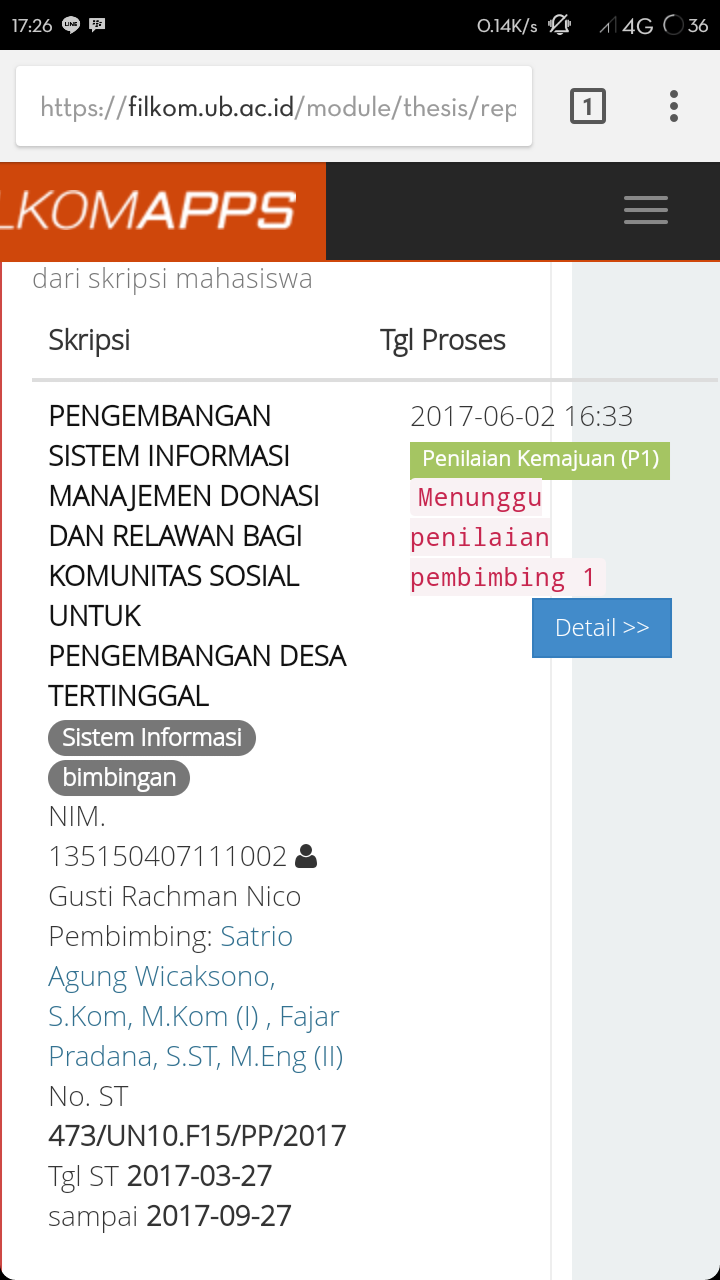 17:26 LINE 0.14K/s 4G 36
https://filkom.ub.ac.id/module/thesis/rep
1
LKOMAPPS
dari skripsi mahasiswa
Skripsi Tgl Proses
PENGEMBANGAN
SISTEM INFORMASI
MANAJEMEN DONASI
DAN RELAWAN BAGI
KOMUNITAS SOSIAL
UNTUK
PENGEMBANGAN DESA
TERTINGGAL
Sistem Informasi
bimbingan
NIM.
135150407111002
Gusti Rachman Nico
Pembimbing: Satrio
Agung Wicaksono,
S.Kom, M.Kom (I) , Fajar
Pradana, S.ST, M.Eng (II)
No. ST
473/UN10.F15/PP/2017
Tgl ST 2017-03-27
sampai 2017-09-27
2017-06-02 16:33
Penilaian Kemajuan (P1)
Menunggu
penilaian
pembimbing 1
Detail >>